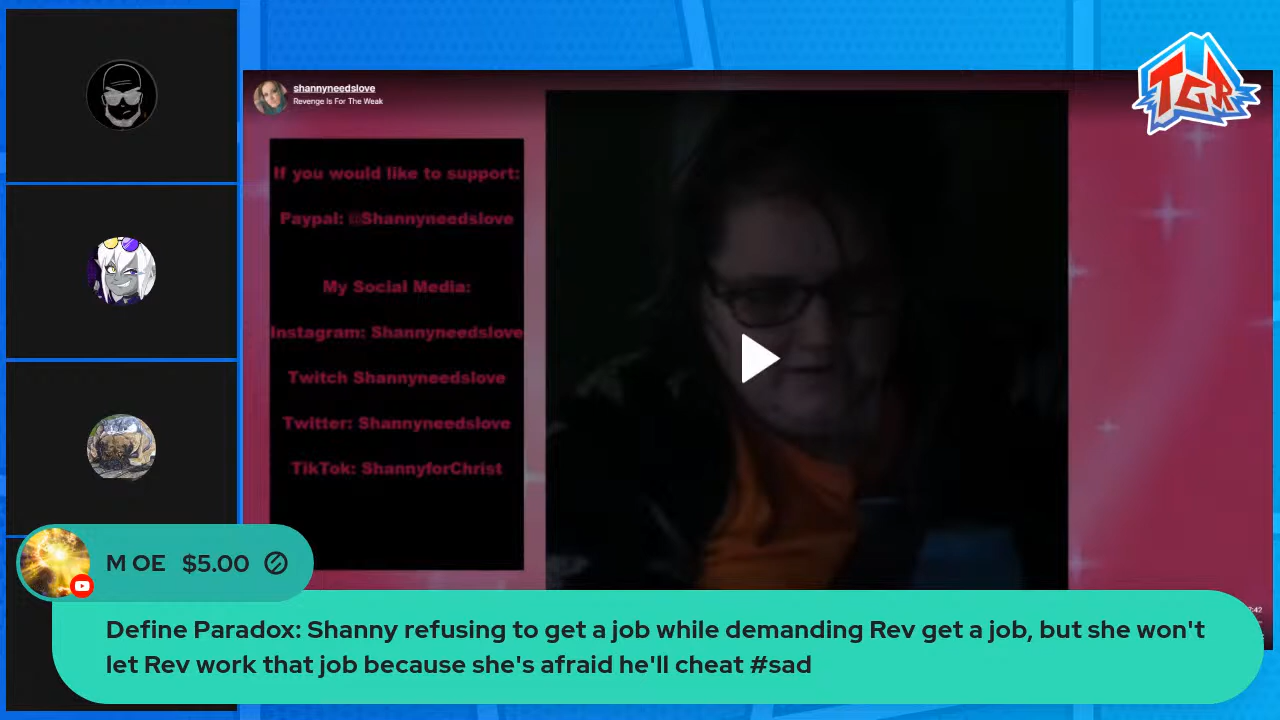 shannyneedslove
Revenge Is For The Weak
TGR
If you would like to support:
Paypal: @Shannyneedslove
My Social Media:
Instagram: Shannyneedslove
Twitch Shannyneedslove
Twitter: Shannyneedslove
TikTok: ShannyforChrist
M OE $5.00
Define Paradox: Shanny refusing to get a job while demanding Rev get a job, but she won't
let Rev work that job because she's afraid he'll cheat #sad